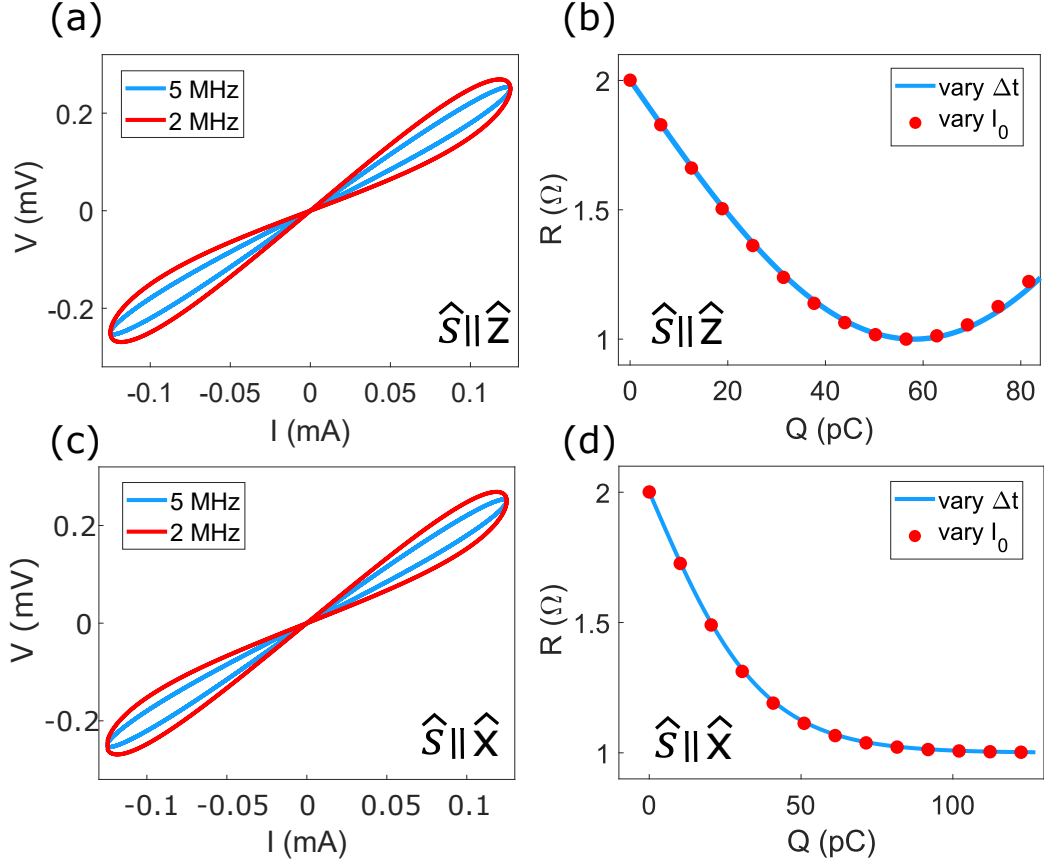 (a)
5 MHz
2 MHz
V (mV)
0.2
0
-0.2
-0.1
-0.05
0
0.05
0.1
I (mA)
ŝ||ẑ
(b)
vary Δt
vary I₀
R (Ω)
2
1.5
1
0
20
40
60
80
Q (pC)
ŝ||ẑ
(c)
5 MHz
2 MHz
V (mV)
0.2
0
-0.2
-0.1
-0.05
0
0.05
0.1
I (mA)
ŝ||x̂
(d)
vary Δt
vary I₀
R (Ω)
2
1.5
1
0
50
100
Q (pC)
ŝ||x̂